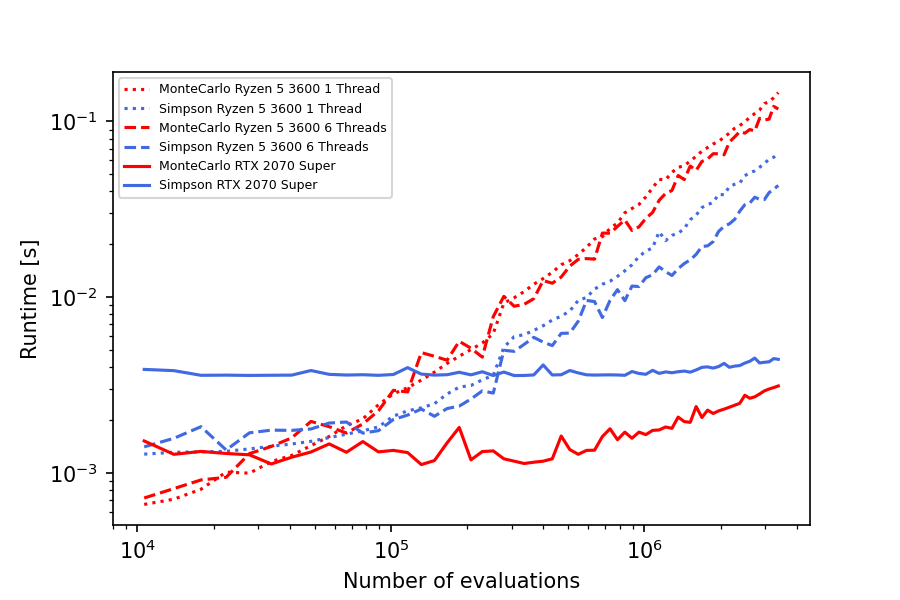 MonteCarlo Ryzen 5 3600 1 Thread
Simpson Ryzen 5 3600 1 Thread
MonteCarlo Ryzen 5 3600 6 Threads
Simpson Ryzen 5 3600 6 Threads
MonteCarlo RTX 2070 Super
Simpson RTX 2070 Super
Runtime [s]
10⁻¹
10⁻²
10⁻³
10⁴ 10⁵ 10⁶
Number of evaluations